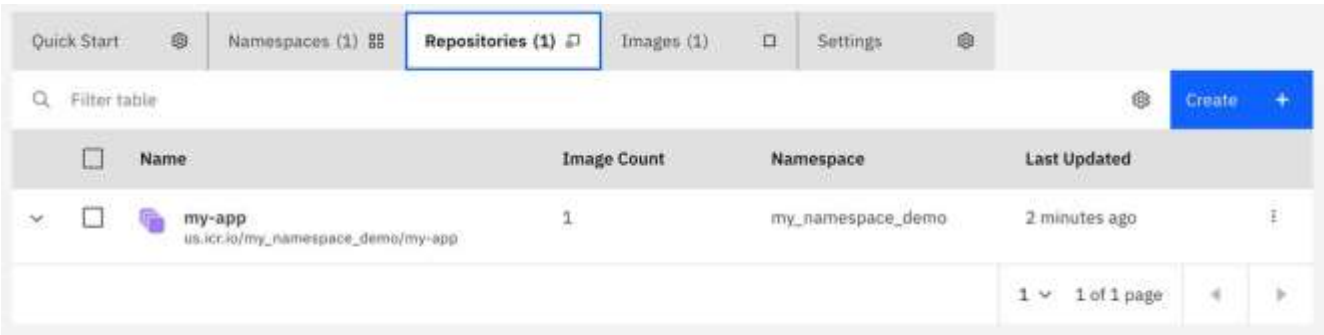 Quick Start Namespaces (1) Repositories (1) Images (1) Settings
Filter table Create +
Name Image Count Namespace Last Updated
my-app 1 my_namespace_demo 2 minutes ago
us.icr.io/my_namespace_demo/my-app
1 1 of 1 page